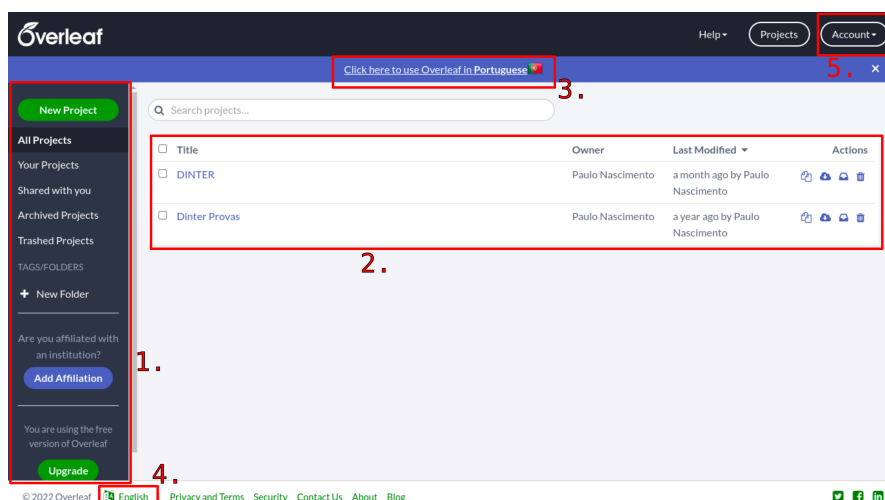 Overleaf
Help
Projects
Account
5.
Click here to use Overleaf in Portuguese
×
3.
New Project
All Projects
Your Projects
Shared with you
Archived Projects
Trashed Projects
TAGS/FOLDERS
+ New Folder
Are you affiliated with
an institution?
Add Affiliation
You are using the free
version of Overleaf
Upgrade
1.
Search projects...
Title Owner Last Modified Actions
DINTER Paulo Nascimento a month ago by Paulo
Nascimento
Dinter Provas Paulo Nascimento a year ago by Paulo
Nascimento
2.
4.
© 2022 Overleaf English Privacy and Terms Security Contact Us About Blog